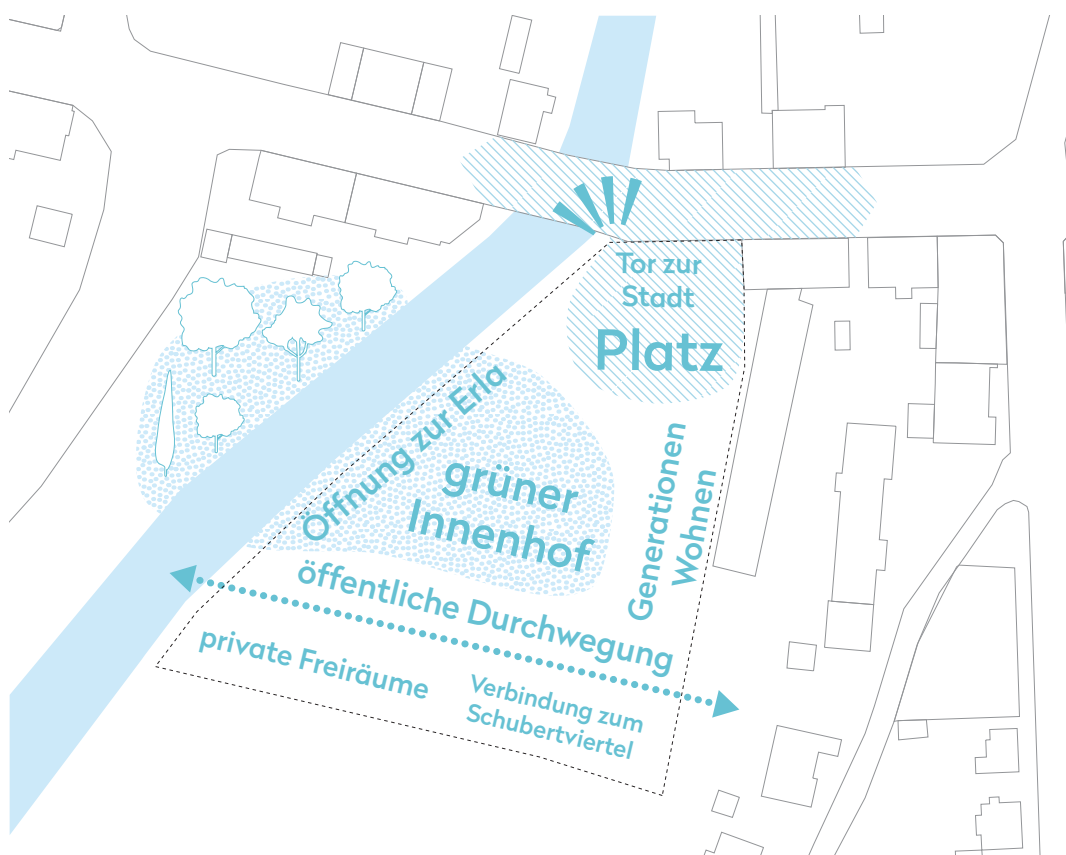 Tor zur
Stadt
Platz
Öffnung zur Erla
grüner
Innenhof
Generationen
Wohnen
öffentliche Durchwegung
private Freiräume
Verbindung zum
Schubertviertel